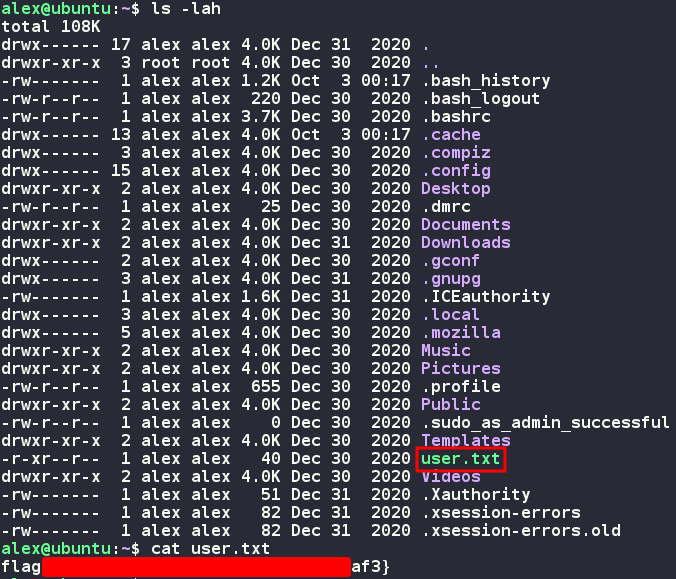 alex@ubuntu:~$ ls -lah
total 108K
drwx------ 17 alex alex 4.0K Dec 31  2020 .
drwxr-xr-x  3 root root 4.0K Dec 30  2020 ..
-rw-------  1 alex alex 1.2K Oct  3 00:17 .bash_history
-rw-r--r--  1 alex alex  220 Dec 30  2020 .bash_logout
-rw-r--r--  1 alex alex 3.7K Dec 30  2020 .bashrc
drwx------ 13 alex alex 4.0K Oct  3 00:17 .cache
drwx------  3 alex alex 4.0K Dec 30  2020 .compiz
drwx------ 15 alex alex 4.0K Dec 30  2020 .config
drwxr-xr-x  2 alex alex 4.0K Dec 30  2020 Desktop
-rw-r--r--  1 alex alex   25 Dec 30  2020 .dmrc
drwxr-xr-x  2 alex alex 4.0K Dec 30  2020 Documents
drwxr-xr-x  2 alex alex 4.0K Dec 31  2020 Downloads
drwx------  2 alex alex 4.0K Dec 30  2020 .gconf
drwx------  3 alex alex 4.0K Dec 31  2020 .gnupg
-rw-------  1 alex alex 1.6K Dec 31  2020 .ICEauthority
drwx------  3 alex alex 4.0K Dec 30  2020 .local
drwx------  5 alex alex 4.0K Dec 30  2020 .mozilla
drwxr-xr-x  2 alex alex 4.0K Dec 30  2020 Music
drwxr-xr-x  2 alex alex 4.0K Dec 30  2020 Pictures
-rw-r--r--  1 alex alex  655 Dec 30  2020 .profile
drwxr-xr-x  2 alex alex 4.0K Dec 30  2020 Public
-rw-r--r--  1 alex alex    0 Dec 30  2020 .sudo_as_admin_successful
drwxr-xr-x  2 alex alex 4.0K Dec 30  2020 Templates
-r-xr--r--  1 alex alex   40 Dec 30  2020 user.txt
drwxr-xr-x  2 alex alex 4.0K Dec 30  2020 Videos
-rw-------  1 alex alex   51 Dec 31  2020 .Xauthority
-rw-------  1 alex alex   82 Dec 31  2020 .xsession-errors
-rw-------  1 alex alex   82 Dec 31  2020 .xsession-errors.old
alex@ubuntu:~$ cat user.txt
flag af3}